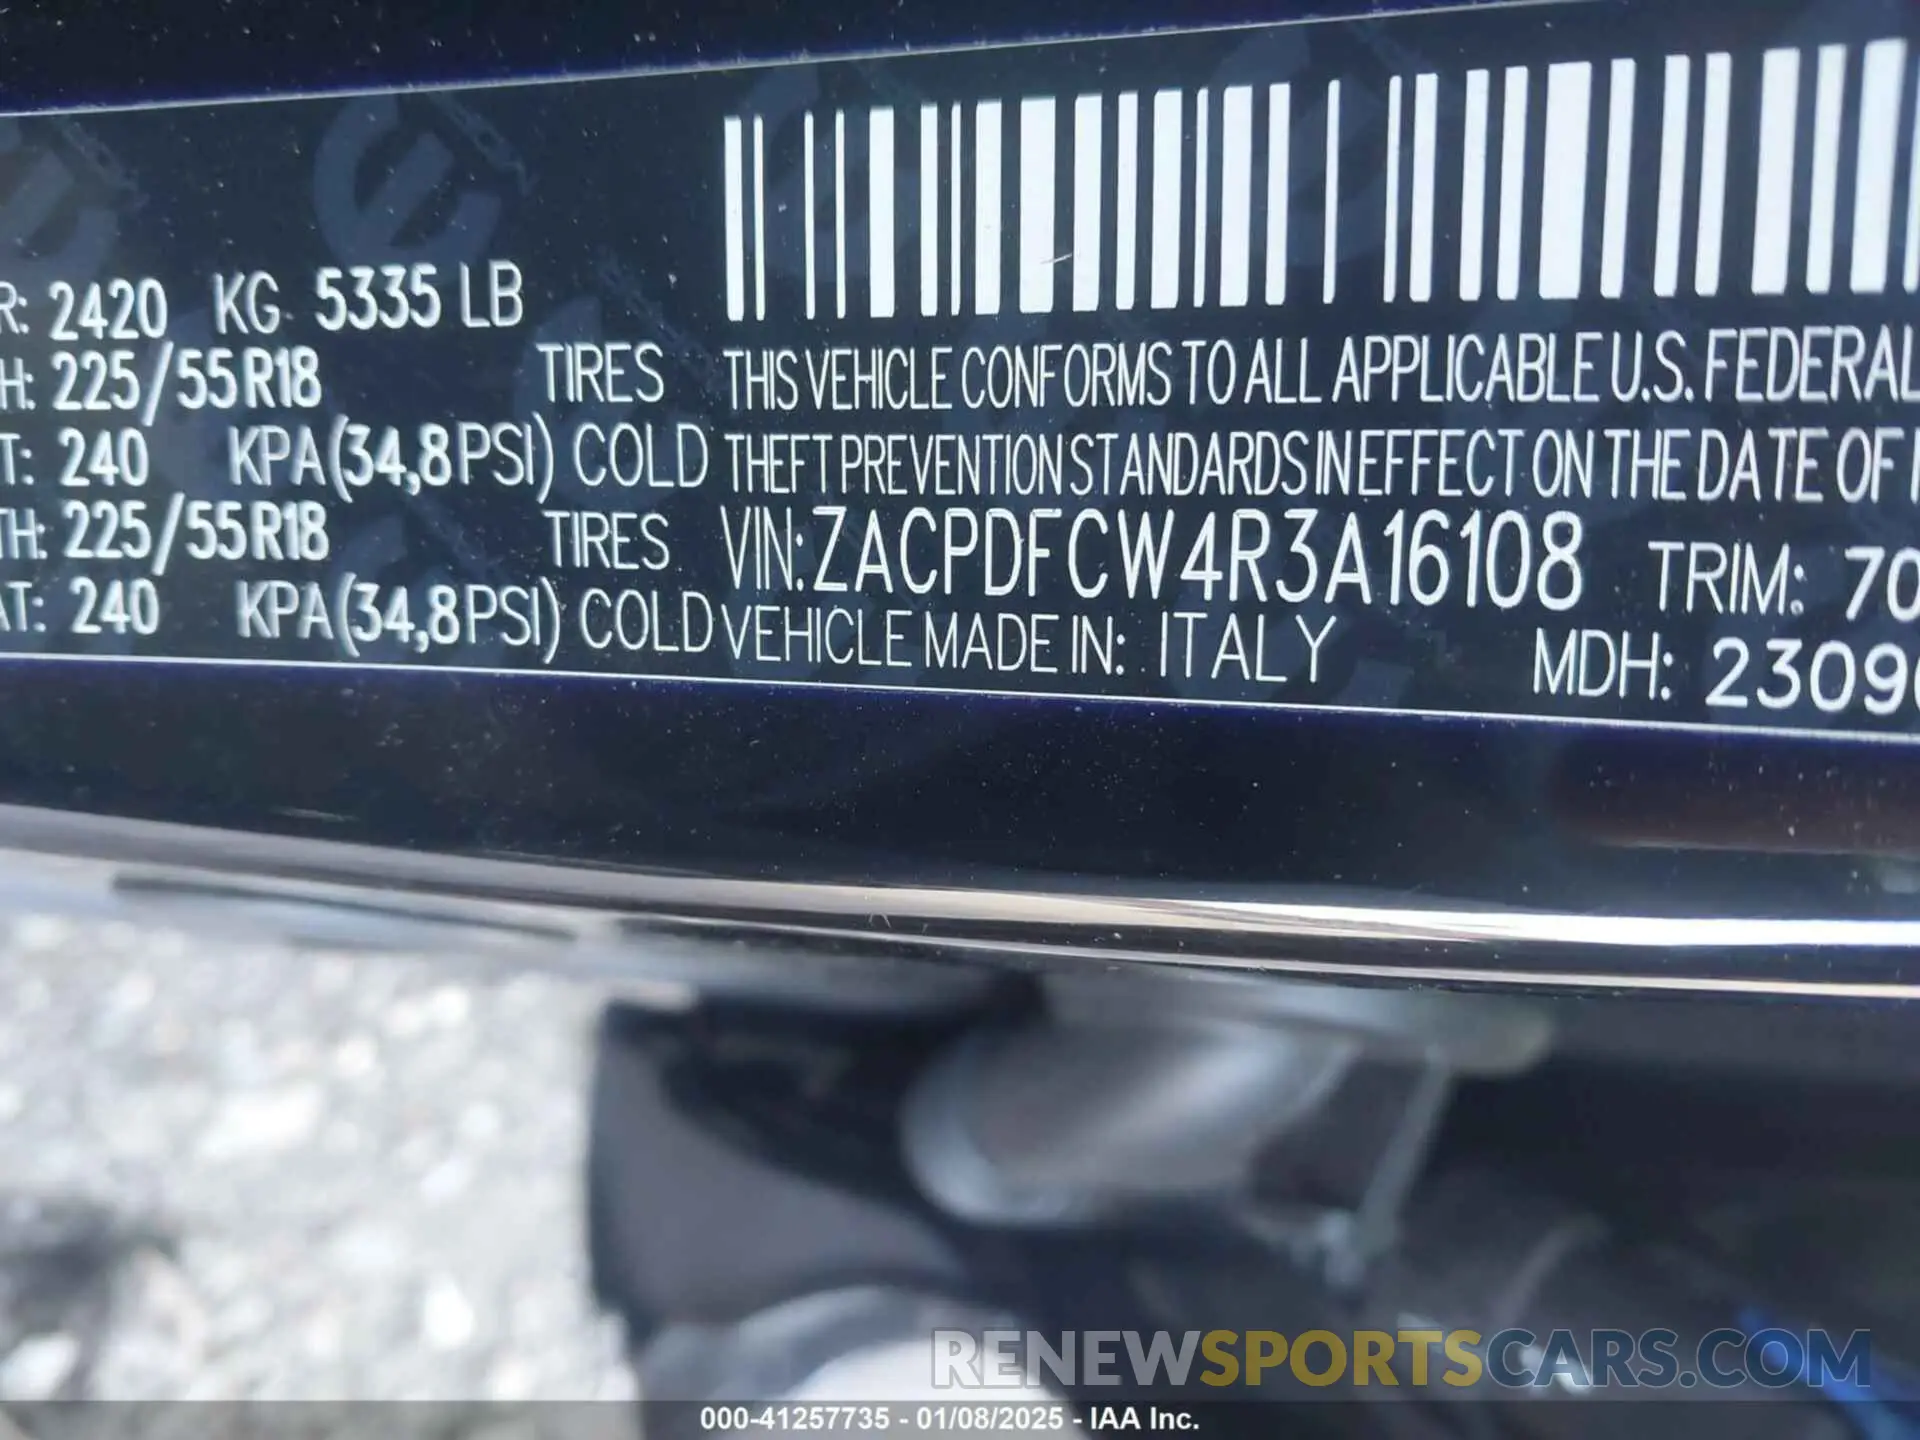 R: 2420 KG 5335 LB
H: 225/55R18 TIRES
T: 240 KPA(34,8PSI) COLD
TH: 225/55R18 TIRES
AT: 240 KPA(34,8PSI) COLD
THIS VEHICLE CONFORMS TO ALL APPLICABLE U.S. FEDERAL
THEFT PREVENTION STANDARDS IN EFFECT ON THE DATE OF
VIN: ZACPDFCW4R3A16108 TRIM: 70
VEHICLE MADE IN: ITALY MDH: 2309
RENEWSPORTSCARS.COM
000-41257735 - 01/08/2025 - IAA Inc.